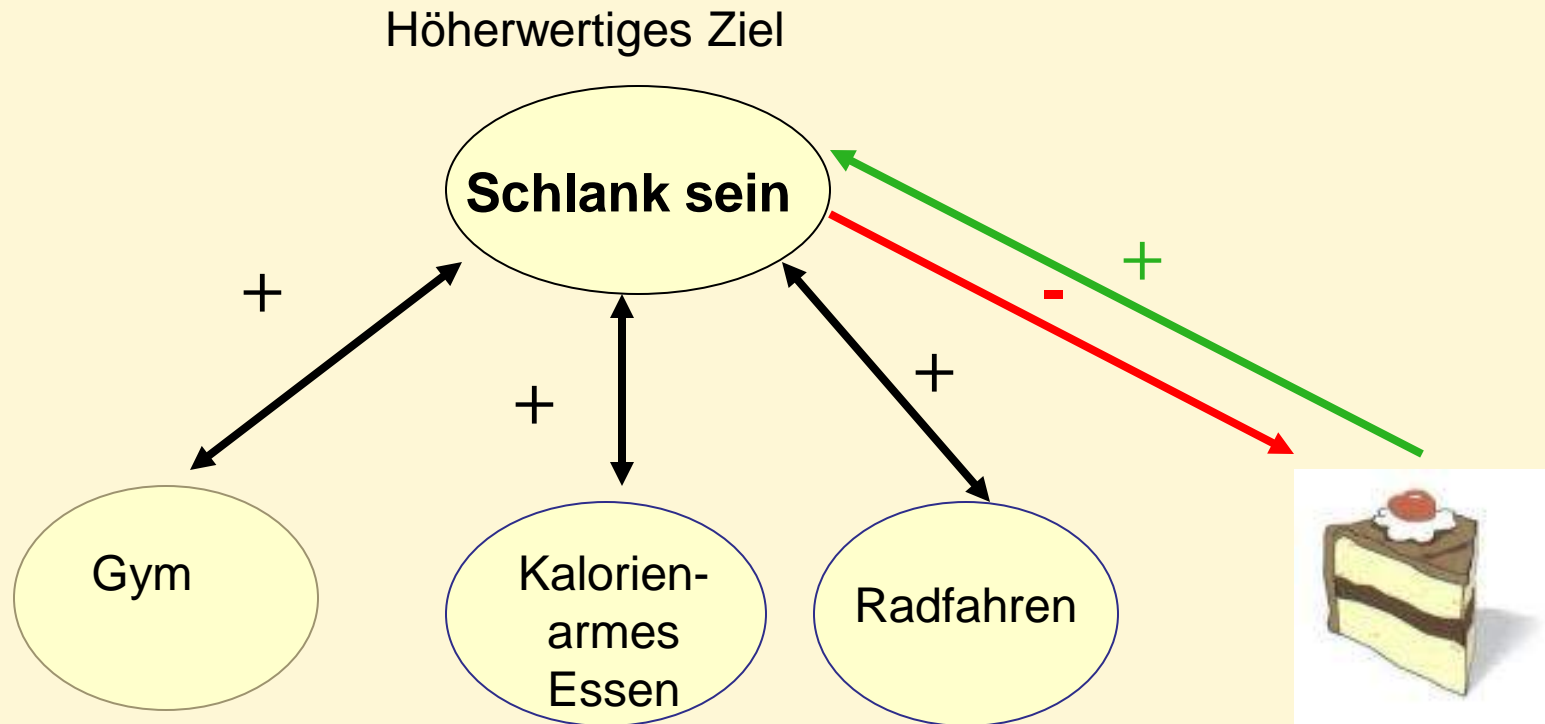 Höherwertiges Ziel
Schlank sein
+
+
-
+
+
Gym
Kalorien-
armes
Essen
Radfahren